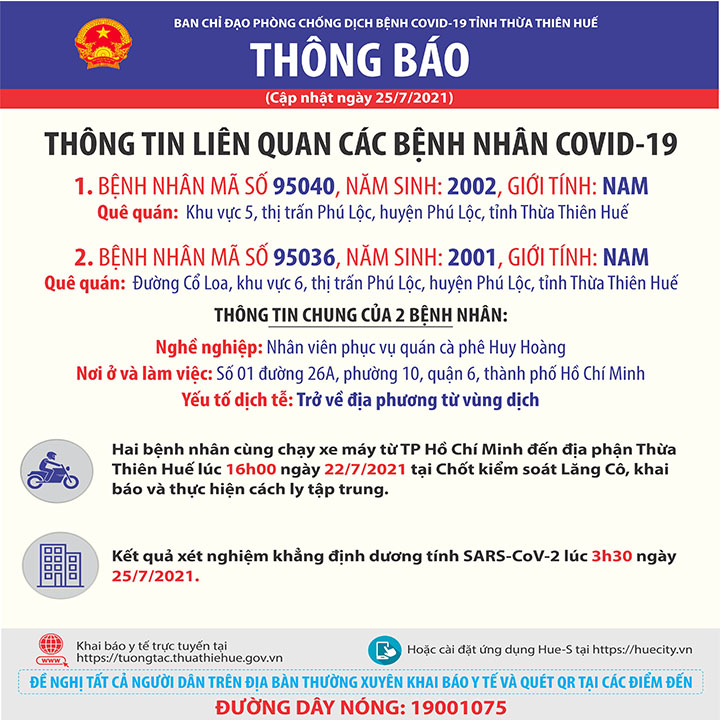 BAN CHỈ ĐẠO PHÒNG CHỐNG DỊCH BỆNH COVID-19 TỈNH THỪA THIÊN HUẾ
THÔNG BÁO
(Cập nhật ngày 25/7/2021)
THÔNG TIN LIÊN QUAN CÁC BỆNH NHÂN COVID-19
1. BỆNH NHÂN MÃ SỐ 95040, NĂM SINH: 2002, GIỚI TÍNH: NAM
Quê quán: Khu vực 5, thị trấn Phú Lộc, huyện Phú Lộc, tỉnh Thừa Thiên Huế
2. BỆNH NHÂN MÃ SỐ 95036, NĂM SINH: 2001, GIỚI TÍNH: NAM
Quê quán: Đường Cổ Loa, khu vực 6, thị trấn Phú Lộc, huyện Phú Lộc, tỉnh Thừa Thiên Huế
THÔNG TIN CHUNG CỦA 2 BỆNH NHÂN:
Nghề nghiệp: Nhân viên phục vụ quán cà phê Huy Hoàng
Nơi ở và làm việc: Số 01 đường 26A, phường 10, quận 6, thành phố Hồ Chí Minh
Yếu tố dịch tễ: Trở về địa phương từ vùng dịch
Hai bệnh nhân cùng chạy xe máy từ TP Hồ Chí Minh đến địa phận Thừa
Thiên Huế lúc 16h00 ngày 22/7/2021 tại Chốt kiểm soát Lăng Cô, khai
báo và thực hiện cách ly tập trung.
Kết quả xét nghiệm khẳng định dương tính SARS-CoV-2 lúc 3h30 ngày
25/7/2021.
Khai báo y tế trực tuyến tại
https://tuongtac.thuathiehue.gov.vn
Hoặc cài đặt ứng dụng Hue-S tại https://huecity.vn
WWW
ĐỀ NGHỊ TẤT CẢ NGƯỜI DÂN TRÊN ĐỊA BÀN THƯỜNG XUYÊN KHAI BÁO Y TẾ VÀ QUÉT QR TẠI CÁC ĐIỂM ĐẾN
ĐƯỜNG DÂY NÓNG: 19001075